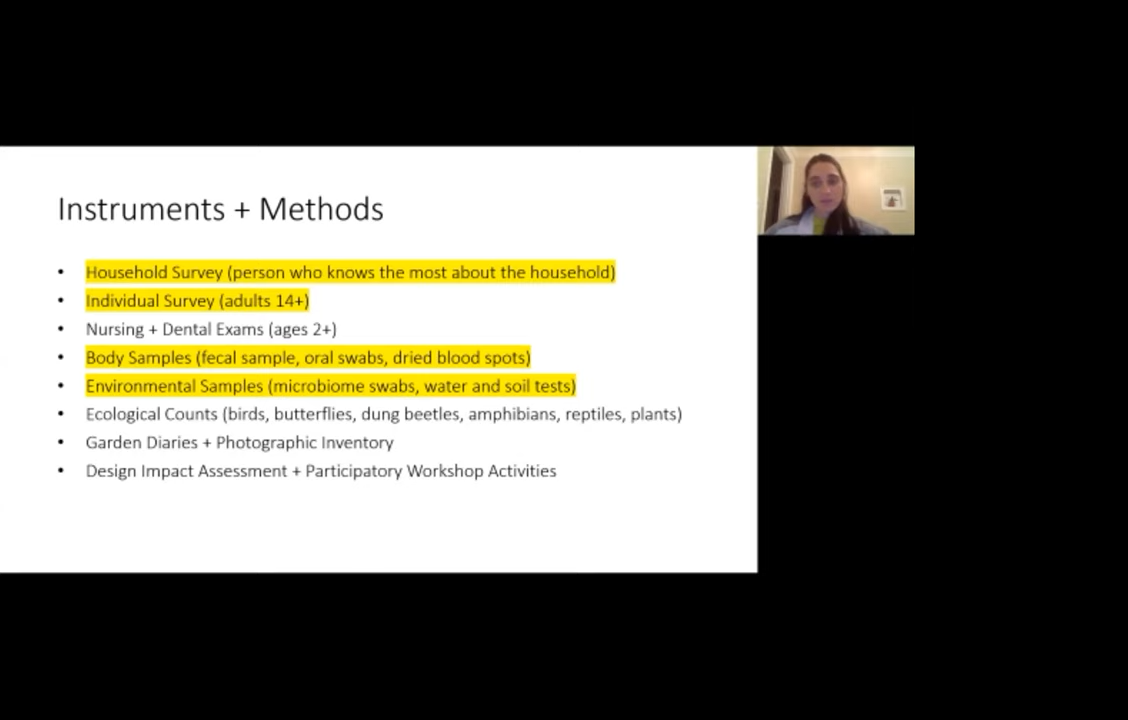 Instruments + Methods
• Household Survey (person who knows the most about the household)
• Individual Survey (adults 14+)
• Nursing + Dental Exams (ages 2+)
• Body Samples (fecal sample, oral swabs, dried blood spots)
• Environmental Samples (microbiome swabs, water and soil tests)
• Ecological Counts (birds, butterflies, dung beetles, amphibians, reptiles, plants)
• Garden Diaries + Photographic Inventory
• Design Impact Assessment + Participatory Workshop Activities